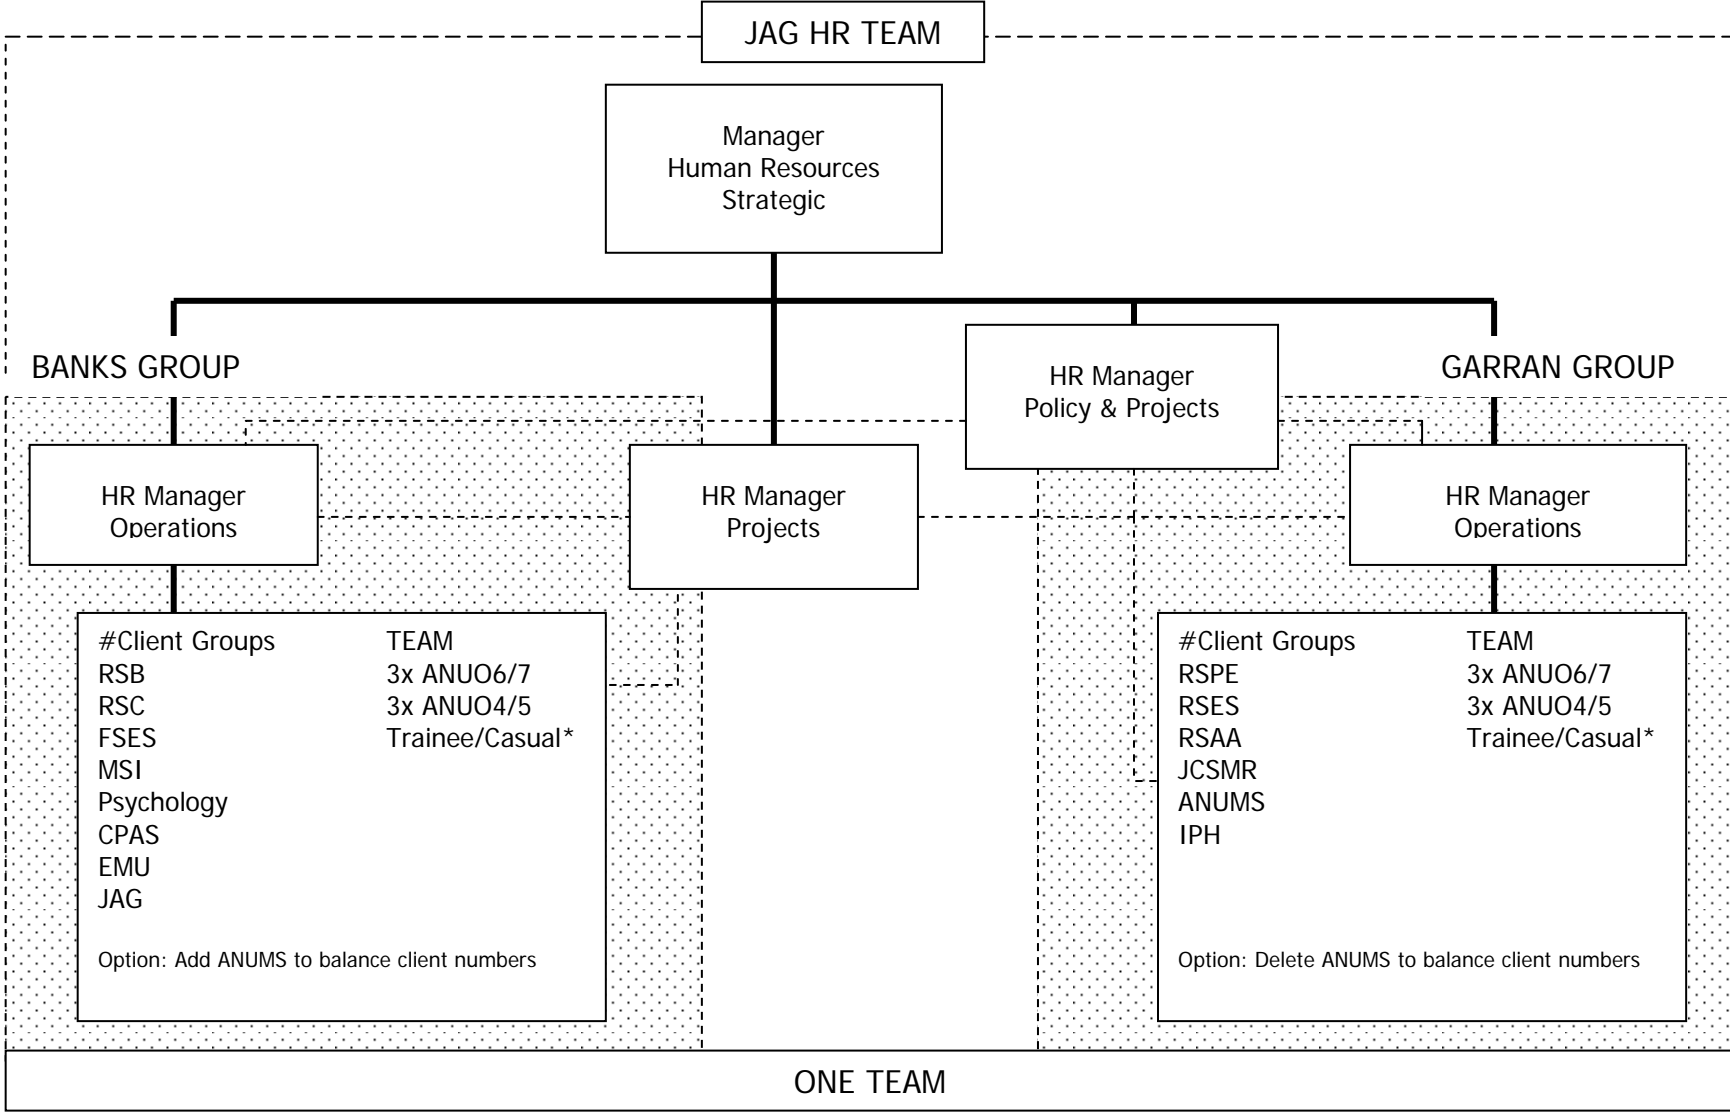 JAG HR TEAM
Manager
Human Resources
Strategic
BANKS GROUP
GARRAN GROUP
HR Manager
Policy & Projects
HR Manager
Operations
HR Manager
Projects
HR Manager
Operations
#Client Groups TEAM
RSB 3x ANUO6/7
RSC 3x ANUO4/5
FSES Trainee/Casual*
MSI
Psychology
CPAS
EMU
JAG
Option: Add ANUMS to balance client numbers
#Client Groups TEAM
RSPE 3x ANUO6/7
RSES 3x ANUO4/5
RSAA Trainee/Casual*
JCSMR
ANUMS
IPH
Option: Delete ANUMS to balance client numbers
ONE TEAM